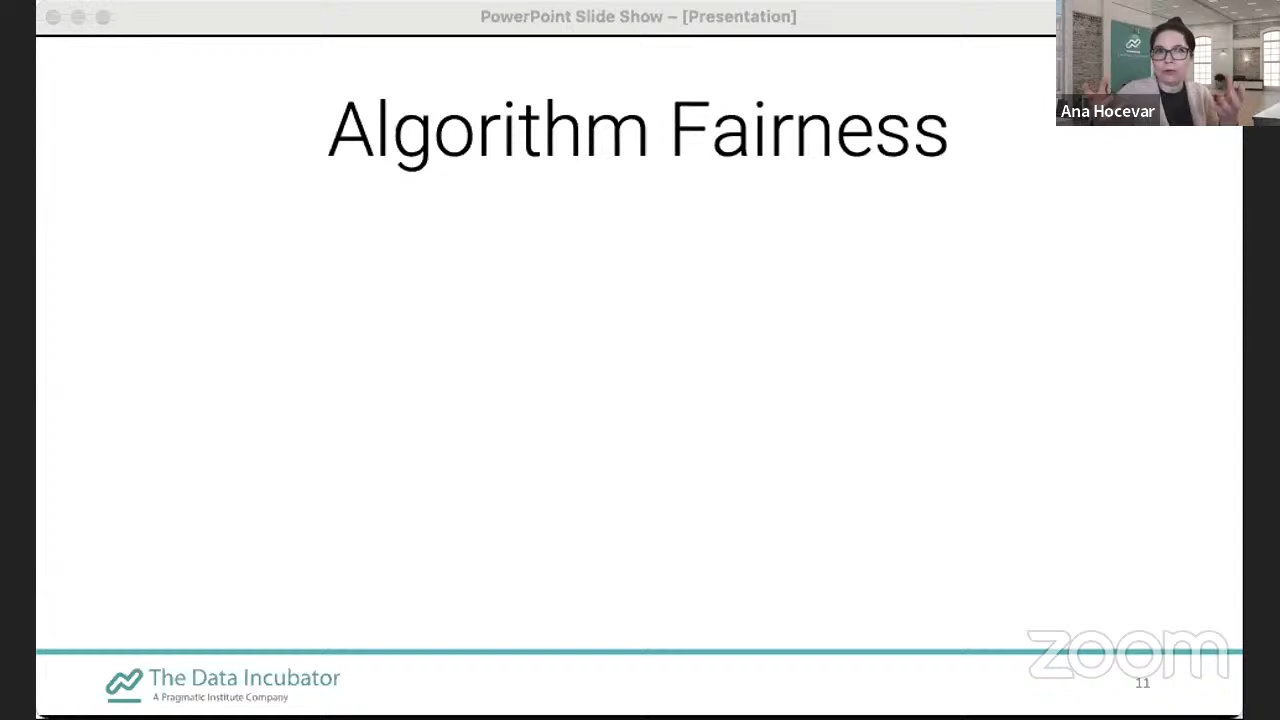 PowerPoint Slide Show – [Presentation]
Ana Hocevar
Algorithm Fairness
The Data Incubator
A Pragmatic Institute Company
zoom
11